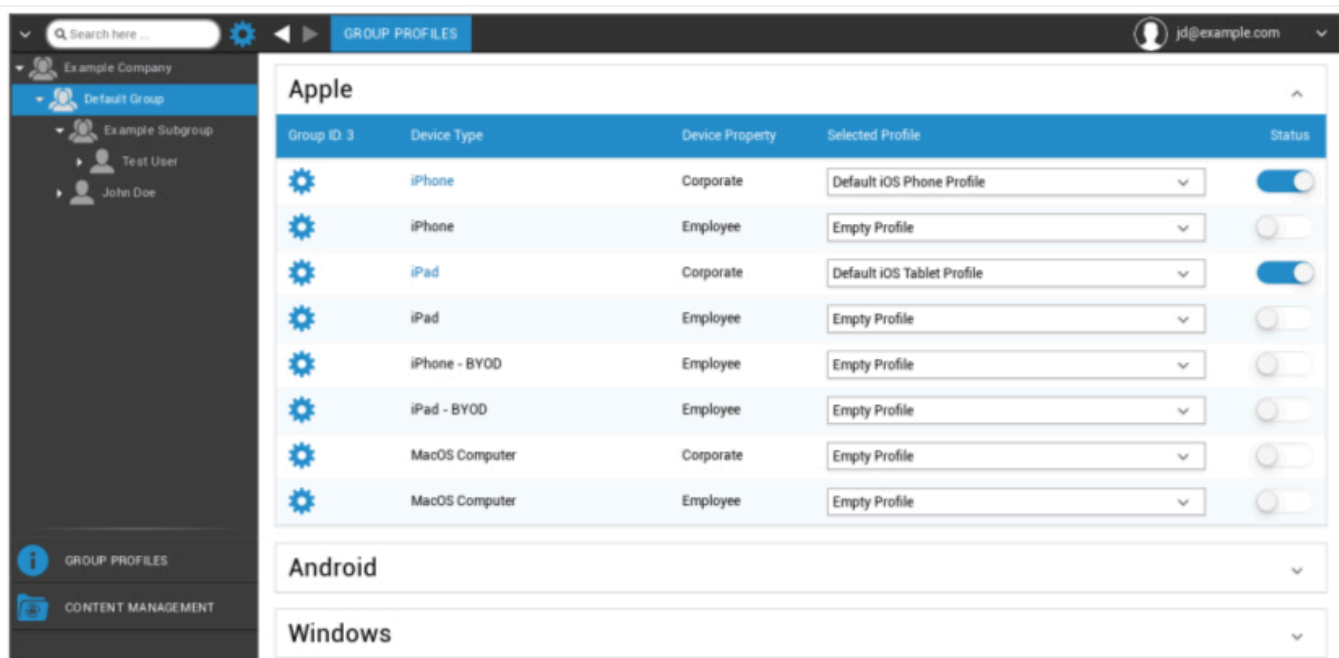 Search here ...
GROUP PROFILES
jd@example.com
Example Company
Default Group
Example Subgroup
Test User
John Doe
GROUP PROFILES
CONTENT MANAGEMENT
Apple
Group ID: 3 Device Type Device Property Selected Profile Status
iPhone Corporate Default iOS Phone Profile
iPhone Employee Empty Profile
iPad Corporate Default iOS Tablet Profile
iPad Employee Empty Profile
iPhone - BYOD Employee Empty Profile
iPad - BYOD Employee Empty Profile
MacOS Computer Corporate Empty Profile
MacOS Computer Employee Empty Profile
Android
Windows